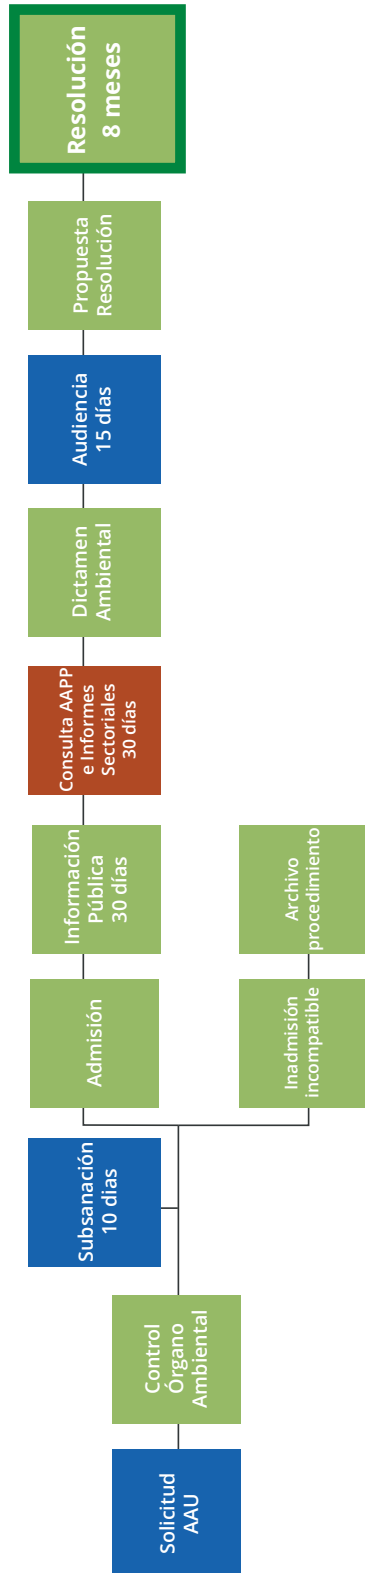 Solicitud
AAU
Control
Órgano
Ambiental
Subsanación
10 dias
Admisión
Información
Pública
30 días
Consulta AAPP
e Informes
Sectoriales
30 días
Dictamen
Ambiental
Audiencia
15 días
Propuesta
Resolución
Resolución
8 meses
Inadmisión
incompatible
Archivo
procedimiento